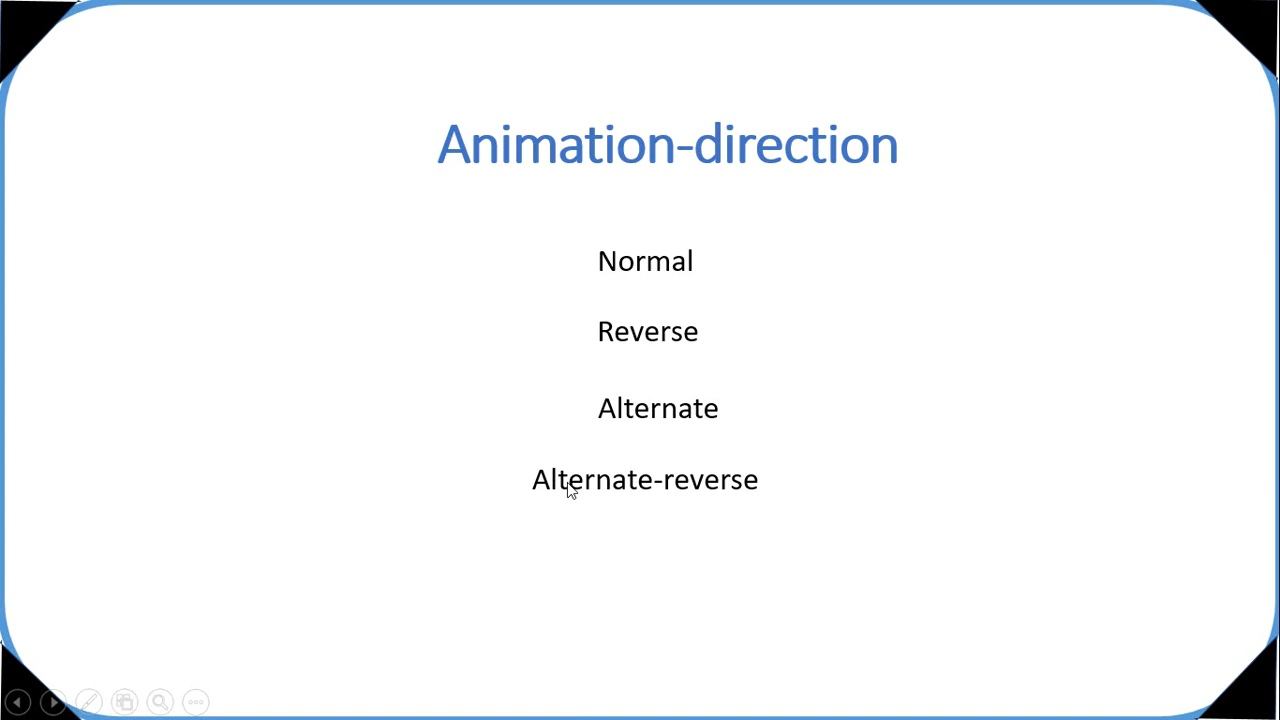 Animation-direction
Normal
Reverse
Alternate
Alternate-reverse